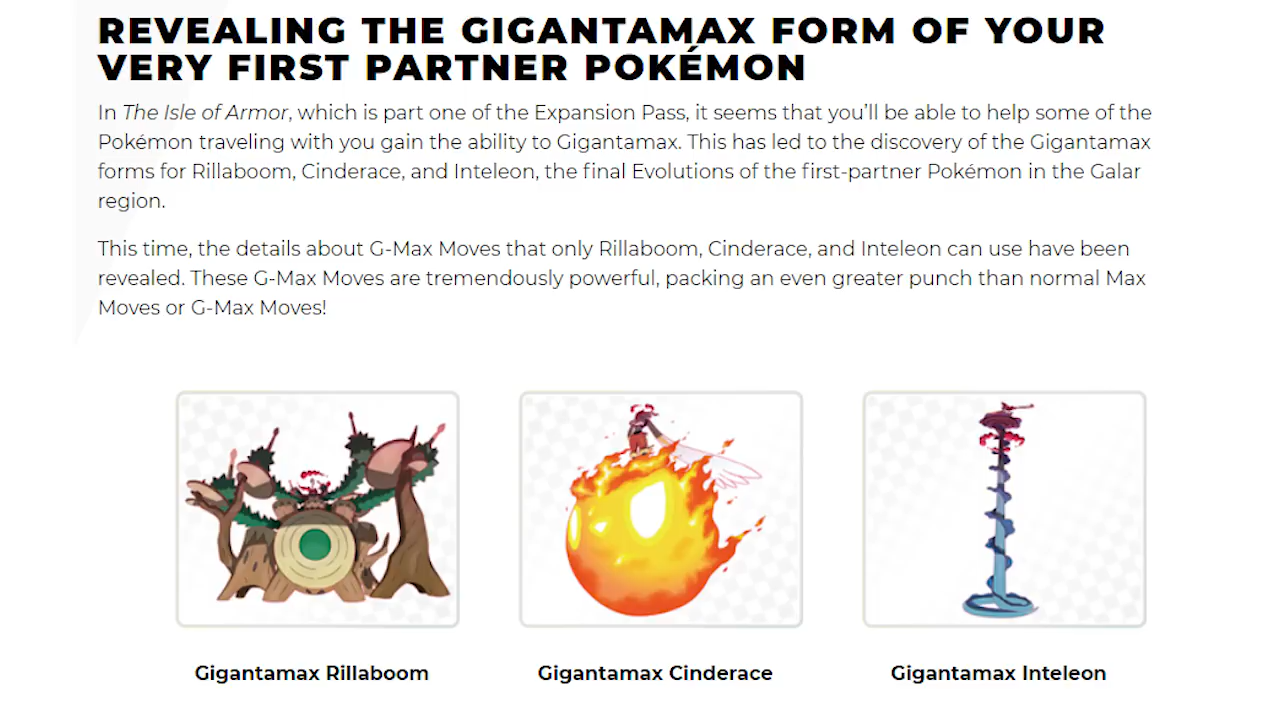 REVEALING THE GIGANTAMAX FORM OF YOUR
VERY FIRST PARTNER POKÉMON
In The Isle of Armor, which is part one of the Expansion Pass, it seems that you’ll be able to help some of the
Pokémon traveling with you gain the ability to Gigantamax. This has led to the discovery of the Gigantamax
forms for Rillaboom, Cinderace, and Inteleon, the final Evolutions of the first-partner Pokémon in the Galar
region.
This time, the details about G-Max Moves that only Rillaboom, Cinderace, and Inteleon can use have been
revealed. These G-Max Moves are tremendously powerful, packing an even greater punch than normal Max
Moves or G-Max Moves!
Gigantamax Rillaboom
Gigantamax Cinderace
Gigantamax Inteleon